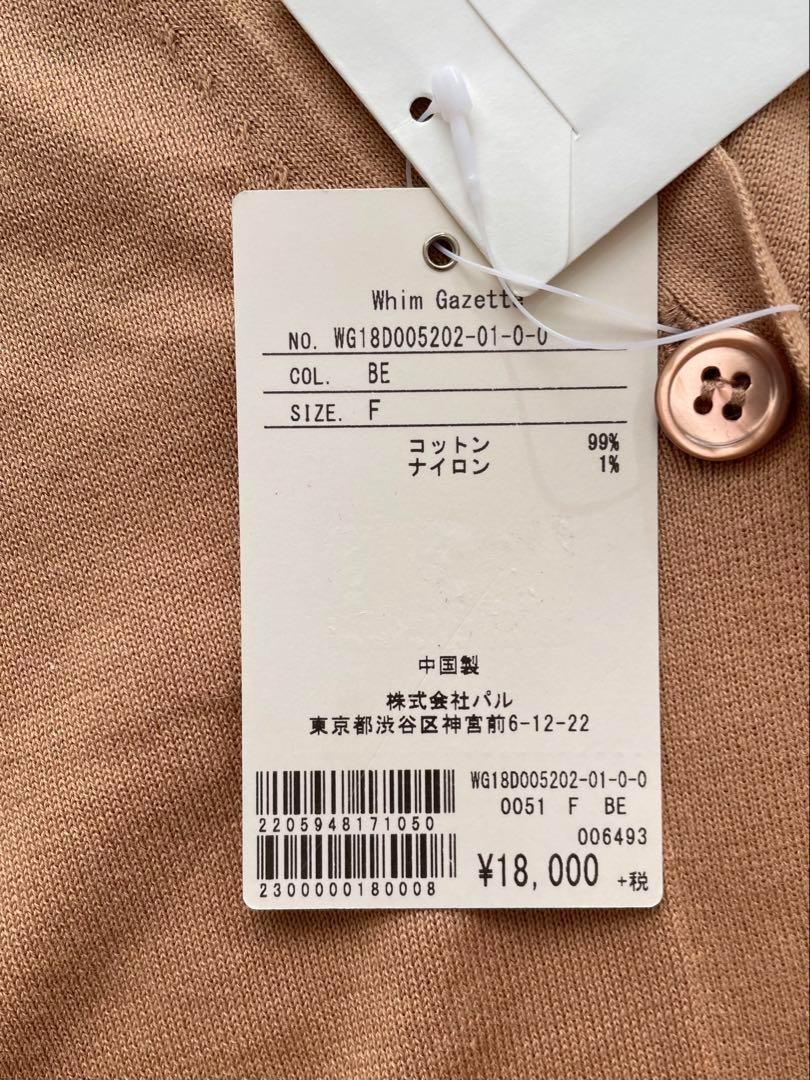 Whim Gazette
NO. WG18D005202-01-0-0
COL. BE
SIZE. F
コットン 99%
ナイロン 1%
中国製
株式会社パル
東京都渋谷区神宮前6-12-22
WG18D005202-01-0-0
0051 F BE
2205948171050
006493
¥18,000 +税
2300000180008